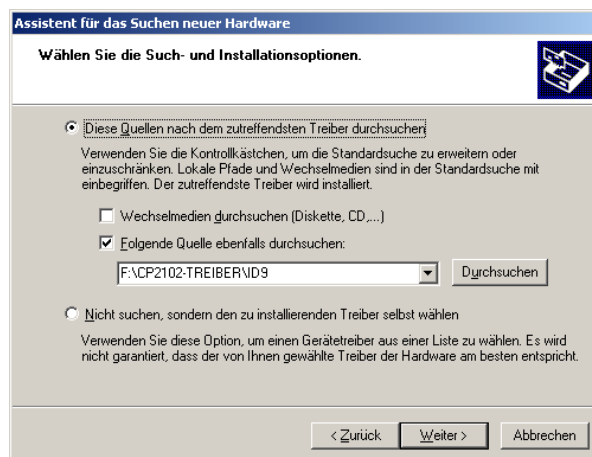 Assistent für das Suchen neuer Hardware
Wählen Sie die Such- und Installationsoptionen.
Diese Quellen nach dem zutreffendsten Treiber durchsuchen
Verwenden Sie die Kontrollkästchen, um die Standardsuche zu erweitern oder
einzuschränken. Lokale Pfade und Wechselmedien sind in der Standardsuche mit
einbegriffen. Der zutreffendste Treiber wird installiert.
Wechselmedien durchsuchen (Diskette, CD,...)
Folgende Quelle ebenfalls durchsuchen:
F:\CP2102-TREIBER\ID9
Durchsuchen
Nicht suchen, sondern den zu installierenden Treiber selbst wählen
Verwenden Sie diese Option, um einen Gerätetreiber aus einer Liste zu wählen. Es wird
nicht garantiert, dass der von Ihnen gewählte Treiber der Hardware am besten entspricht.
< Zurück Weiter > Abbrechen